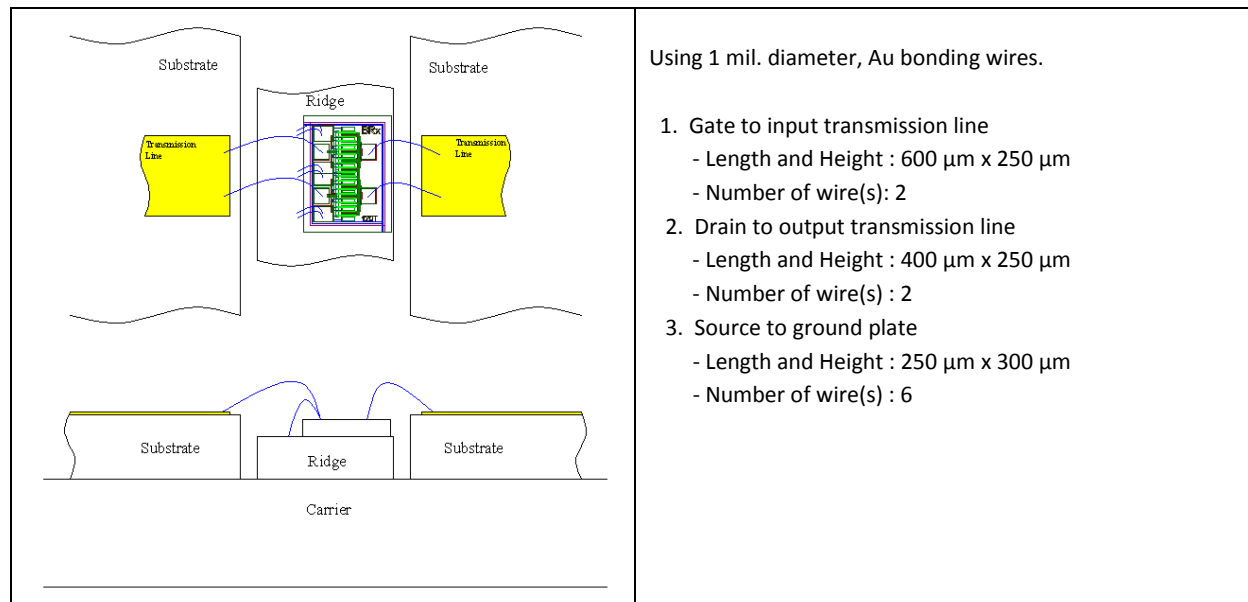 Substrate
Substrate
Ridge
Transmission
Line
Transmission
Line
Substrate
Ridge
Substrate
Carrier
Using 1 mil. diameter, Au bonding wires.
1. Gate to input transmission line
- Length and Height : 600 µm x 250 µm
- Number of wire(s): 2
2. Drain to output transmission line
- Length and Height : 400 µm x 250 µm
- Number of wire(s) : 2
3. Source to ground plate
- Length and Height : 250 µm x 300 µm
- Number of wire(s) : 6